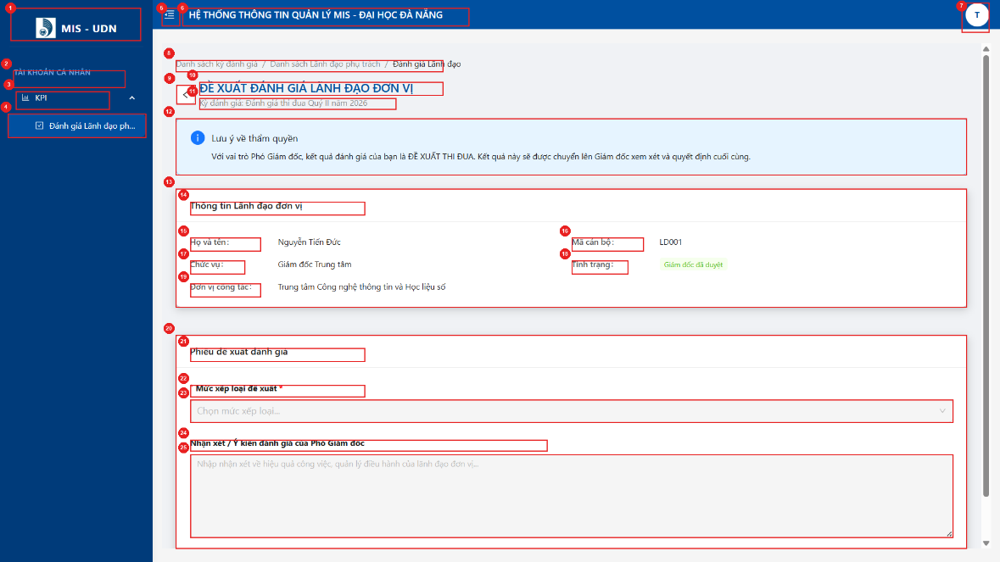 1
MIS - UDN
2
TÀI KHOẢN CÁ NHÂN
3
KPI
4
Đánh giá Lãnh đạo ph...
5
6
HỆ THỐNG THÔNG TIN QUẢN LÝ MIS - ĐẠI HỌC ĐÀ NẴNG
7
T
8
Danh sách kỳ đánh giá / Danh sách Lãnh đạo phụ trách / Đánh giá Lãnh đạo
9
10
ĐỀ XUẤT ĐÁNH GIÁ LÃNH ĐẠO ĐƠN VỊ
11
Kỳ đánh giá: Đánh giá thi đua Quý II năm 2026
12
Lưu ý về thẩm quyền
Với vai trò Phó Giám đốc, kết quả đánh giá của bạn là ĐỀ XUẤT THI ĐUA. Kết quả này sẽ được chuyển lên Giám đốc xem xét và quyết định cuối cùng.
13
14
Thông tin Lãnh đạo đơn vị
15
Họ và tên: Nguyễn Tiến Đức
16
Mã cán bộ: LD001
17
Chức vụ: Giám đốc Trung tâm
18
Tình trạng: Giám đốc đã duyệt
19
Đơn vị công tác: Trung tâm Công nghệ thông tin và Học liệu số
20
21
Phiếu đề xuất đánh giá
22
Mức xếp loại đề xuất *
23
Chọn mức xếp loại...
24
Nhận xét / Ý kiến đánh giá của Phó Giám đốc
25
Nhập nhận xét về hiệu quả công việc, quản lý điều hành của lãnh đạo đơn vị...